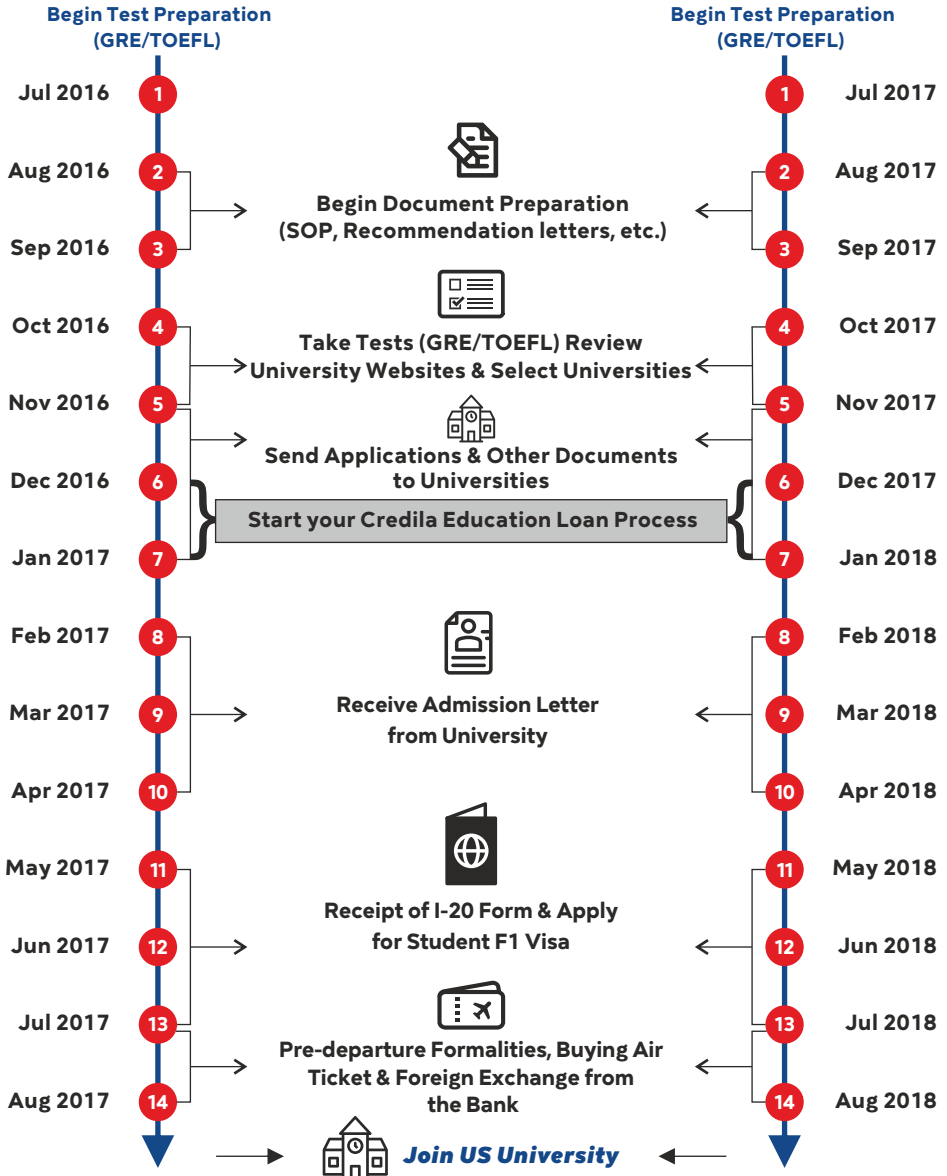 Begin Test Preparation
(GRE/TOEFL)
Begin Test Preparation
(GRE/TOEFL)
Jul 2016 1
1 Jul 2017
Aug 2016 2
2 Aug 2017
Begin Document Preparation
(SOP, Recommendation letters, etc.)
Sep 2016 3
3 Sep 2017
Oct 2016 4
4 Oct 2017
Take Tests (GRE/TOEFL) Review
University Websites & Select Universities
Nov 2016 5
5 Nov 2017
Send Applications & Other Documents
to Universities
Dec 2016 6
6 Dec 2017
Start your Credila Education Loan Process
Jan 2017 7
7 Jan 2018
Feb 2017 8
8 Feb 2018
Receive Admission Letter
from University
Mar 2017 9
9 Mar 2018
Apr 2017 10
10 Apr 2018
May 2017 11
11 May 2018
Receipt of I-20 Form & Apply
for Student F1 Visa
Jun 2017 12
12 Jun 2018
Jul 2017 13
13 Jul 2018
Pre-departure Formalities, Buying Air
Ticket & Foreign Exchange from
the Bank
Aug 2017 14
14 Aug 2018
Join US University